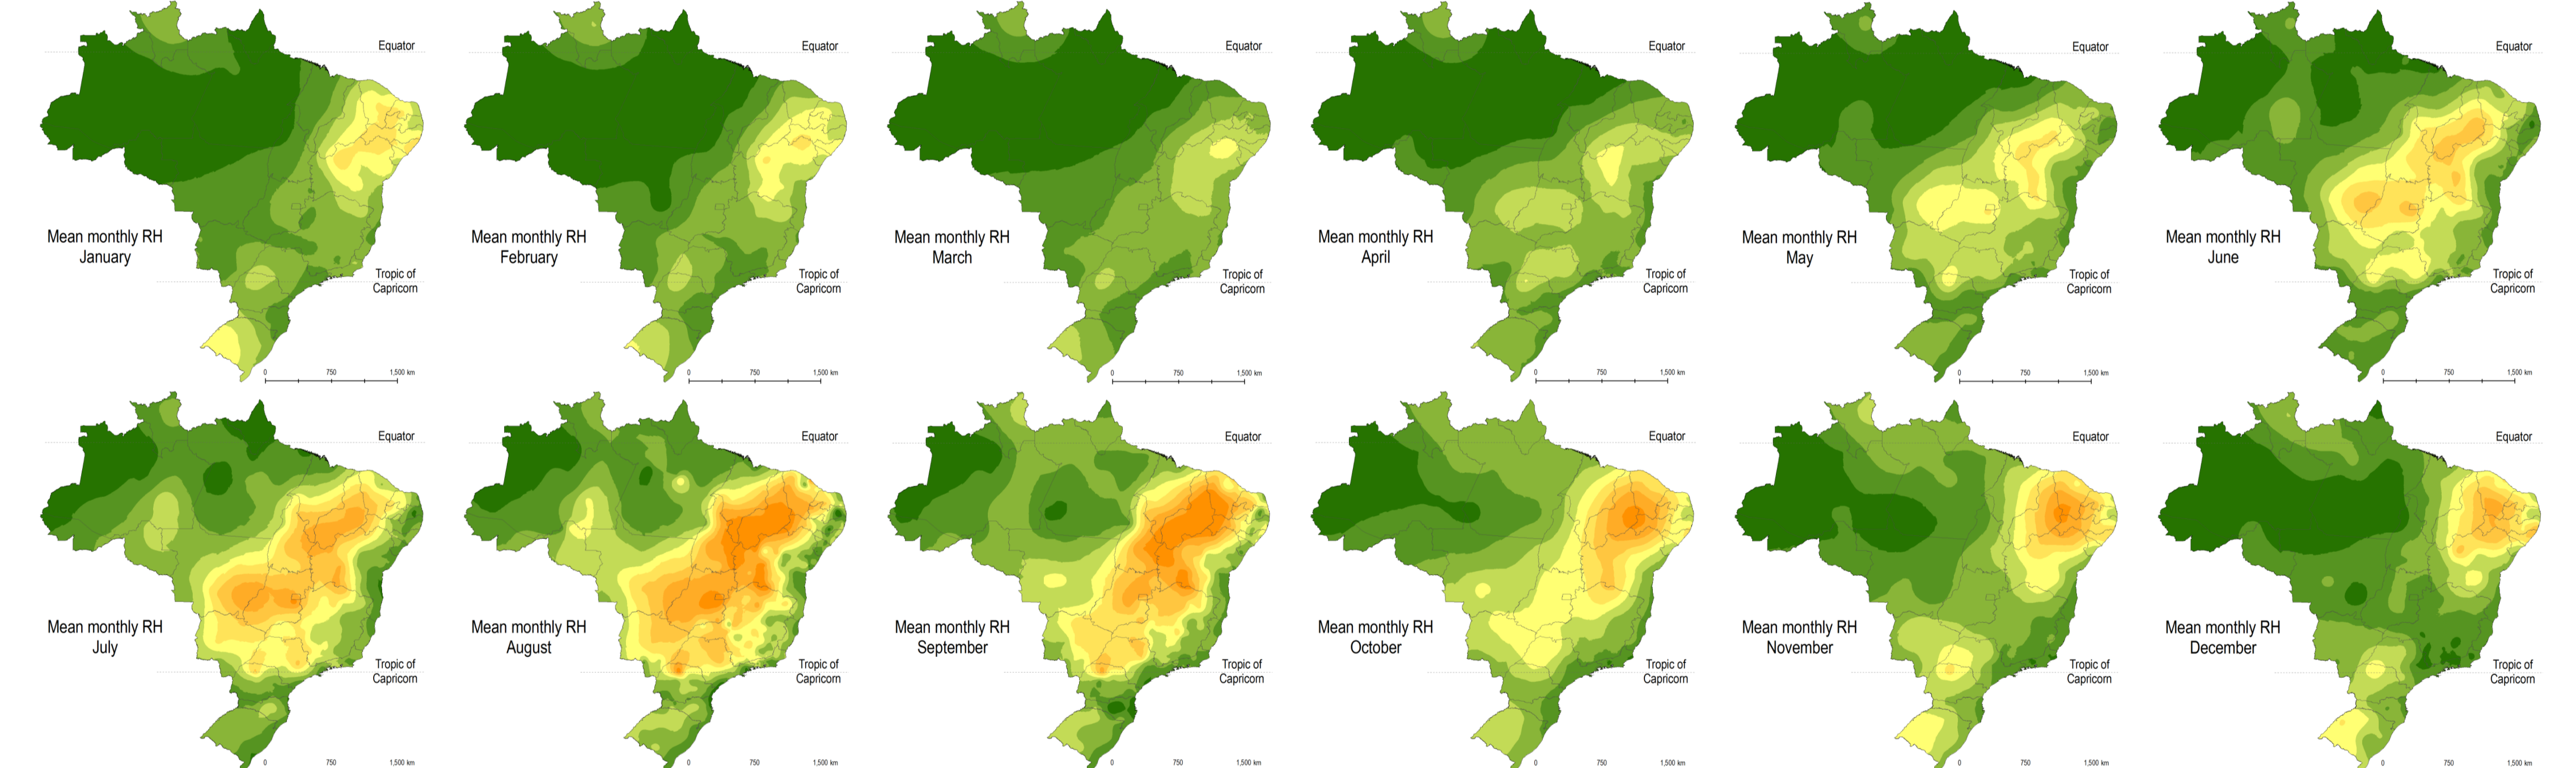 Equator
Mean monthly RH
January
Tropic of
Capricorn
0 750 1,500 km
Equator
Mean monthly RH
February
Tropic of
Capricorn
0 750 1,500 km
Equator
Mean monthly RH
March
Tropic of
Capricorn
0 750 1,500 km
Equator
Mean monthly RH
April
Tropic of
Capricorn
0 750 1,500 km
Equator
Mean monthly RH
May
Tropic of
Capricorn
0 750 1,500 km
Equator
Mean monthly RH
June
Tropic of
Capricorn
0 750 1,500 km
Equator
Mean monthly RH
July
Tropic of
Capricorn
0 750 1,500 km
Equator
Mean monthly RH
August
Tropic of
Capricorn
0 750 1,500 km
Equator
Mean monthly RH
September
Tropic of
Capricorn
0 750 1,500 km
Equator
Mean monthly RH
October
Tropic of
Capricorn
0 750 1,500 km
Equator
Mean monthly RH
November
Tropic of
Capricorn
0 750 1,500 km
Equator
Mean monthly RH
December
Tropic of
Capricorn
0 750 1,500 km